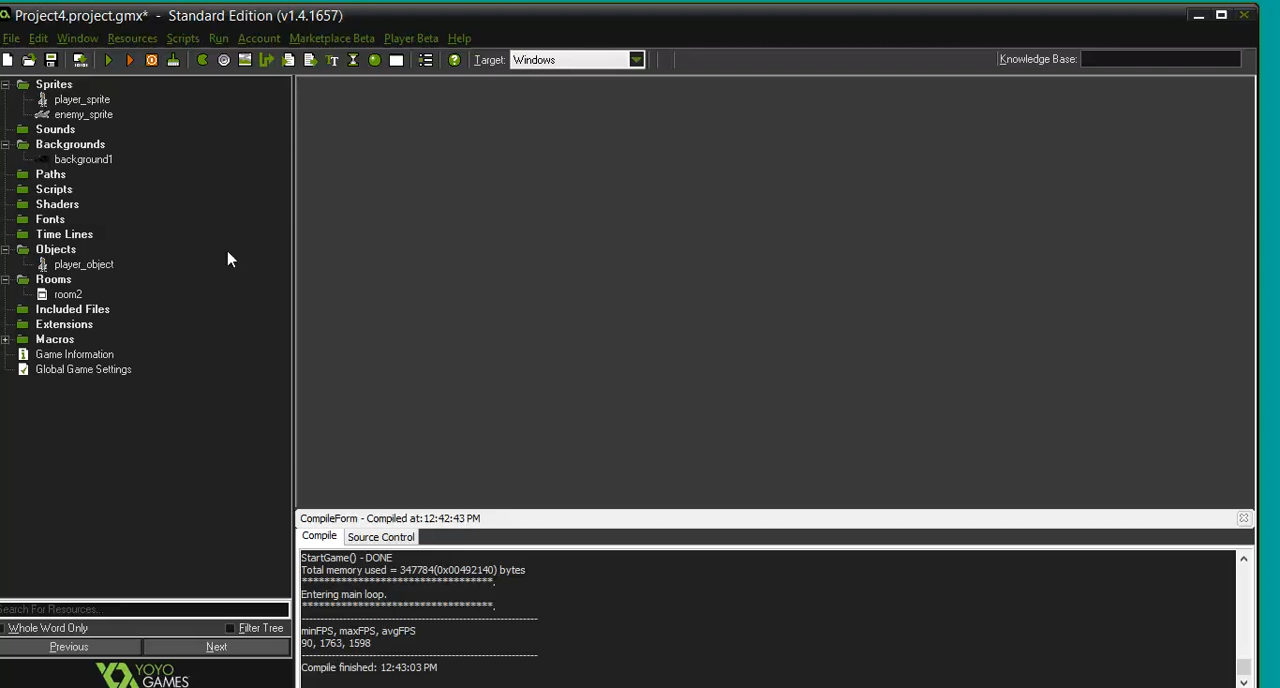 Project4.project.gmx* - Standard Edition (v1.4.1657)
File Edit Window Resources Scripts Run Account Marketplace Beta Player Beta Help
Target: Windows Knowledge Base:
Sprites
player_sprite
enemy_sprite
Sounds
Backgrounds
background1
Paths
Scripts
Shaders
Fonts
Time Lines
Objects
player_object
Rooms
room2
Included Files
Extensions
Macros
Game Information
Global Game Settings
Search For Resources...
Whole Word Only Filter Tree
Previous Next
YOYO
GAMES
CompileForm - Compiled at: 12:42:43 PM
Compile Source Control
StartGame() - DONE
Total memory used = 347784(0x00492140) bytes
**********************************.
Entering main loop.
**********************************.
----------------------------------------------------------------
minFPS, maxFPS, avgFPS
90, 1763, 1598
----------------------------------------------------------------
Compile finished: 12:43:03 PM